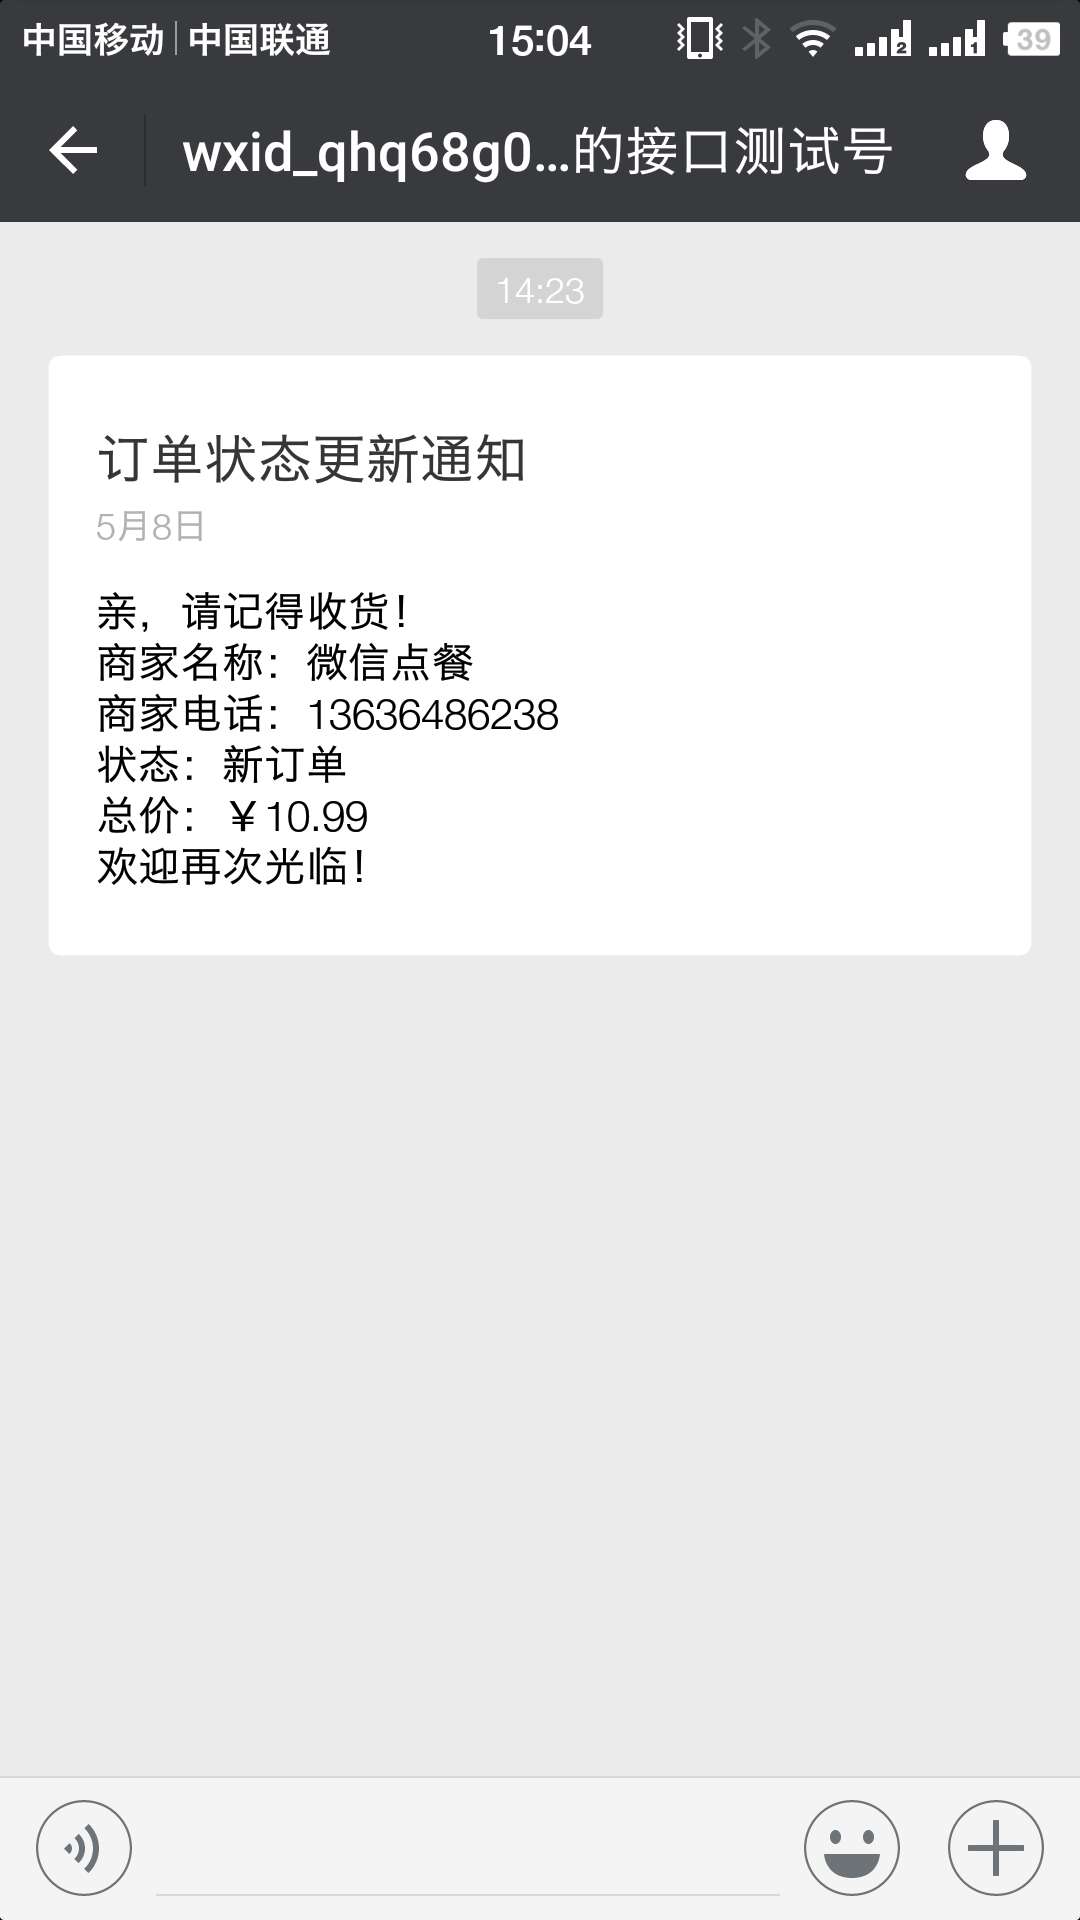 中国移动 中国联通 15:04 2 1 39
wxid_qhq68g0...的接口测试号
14:23
订单状态更新通知
5月8日
亲，请记得收货！
商家名称：微信点餐
商家电话：13636486238
状态：新订单
总价：￥10.99
欢迎再次光临！